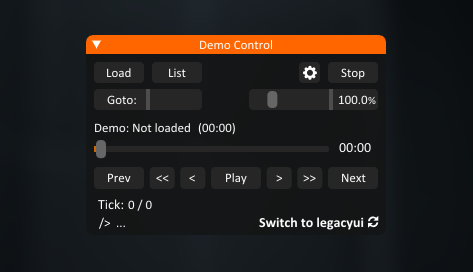 Demo Control
Load List Stop
Goto: 100.0%
Demo: Not loaded (00:00)
00:00
Prev << < Play > >> Next
Tick: 0 / 0
/> ... Switch to legacyui